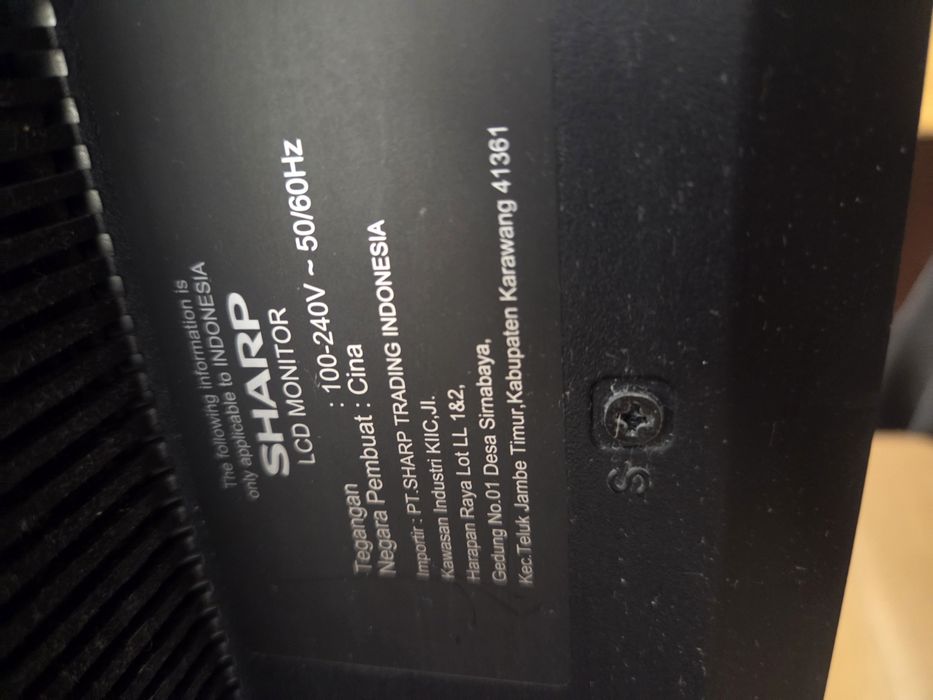 The following information is
only applicable to INDONESIA
SHARP
LCD MONITOR
Tegangan : 100-240V ~ 50/60Hz
Negara Pembuat : Cina
Importir : PT.SHARP TRADING INDONESIA
Kawasan Industri KIIC,Jl.
Harapan Raya Lot LL 1&2,
Gedung No.01 Desa Sirnabaya,
Kec.Teluk Jambe Timur,Kabupaten Karawang 41361
S